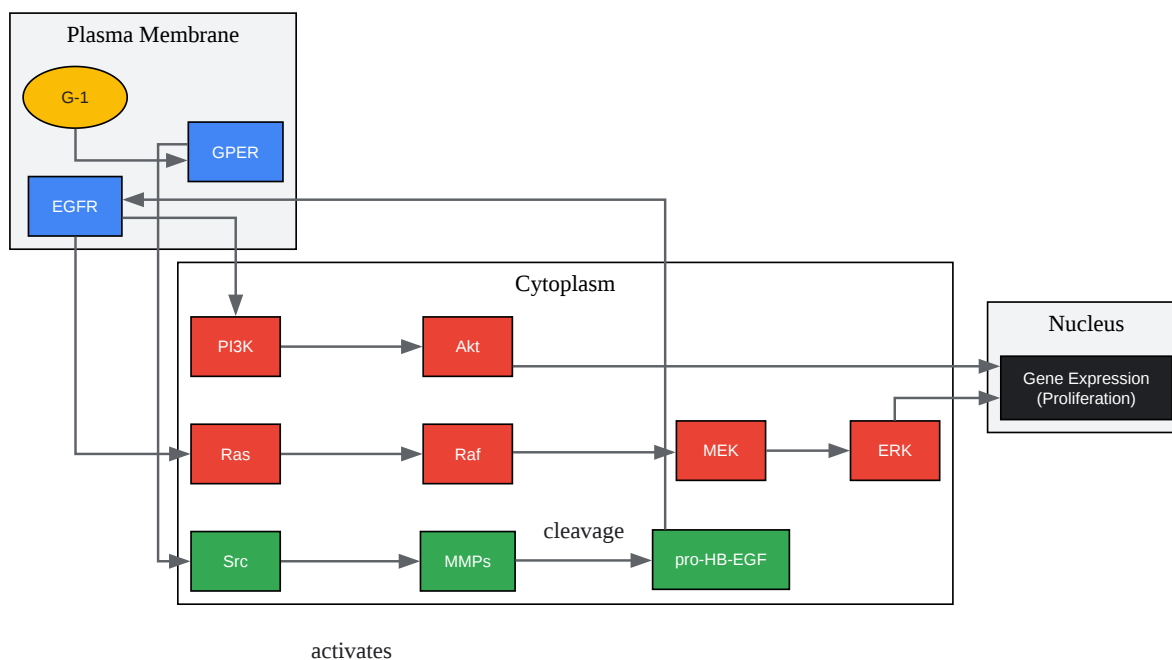 Plasma Membrane
G-1
GPER
EGFR
Cytoplasm
PI3K
Akt
Nucleus
Gene Expression
(Proliferation)
Ras
Raf
MEK
ERK
cleavage
Src
MMPs
pro-HB-EGF
activates